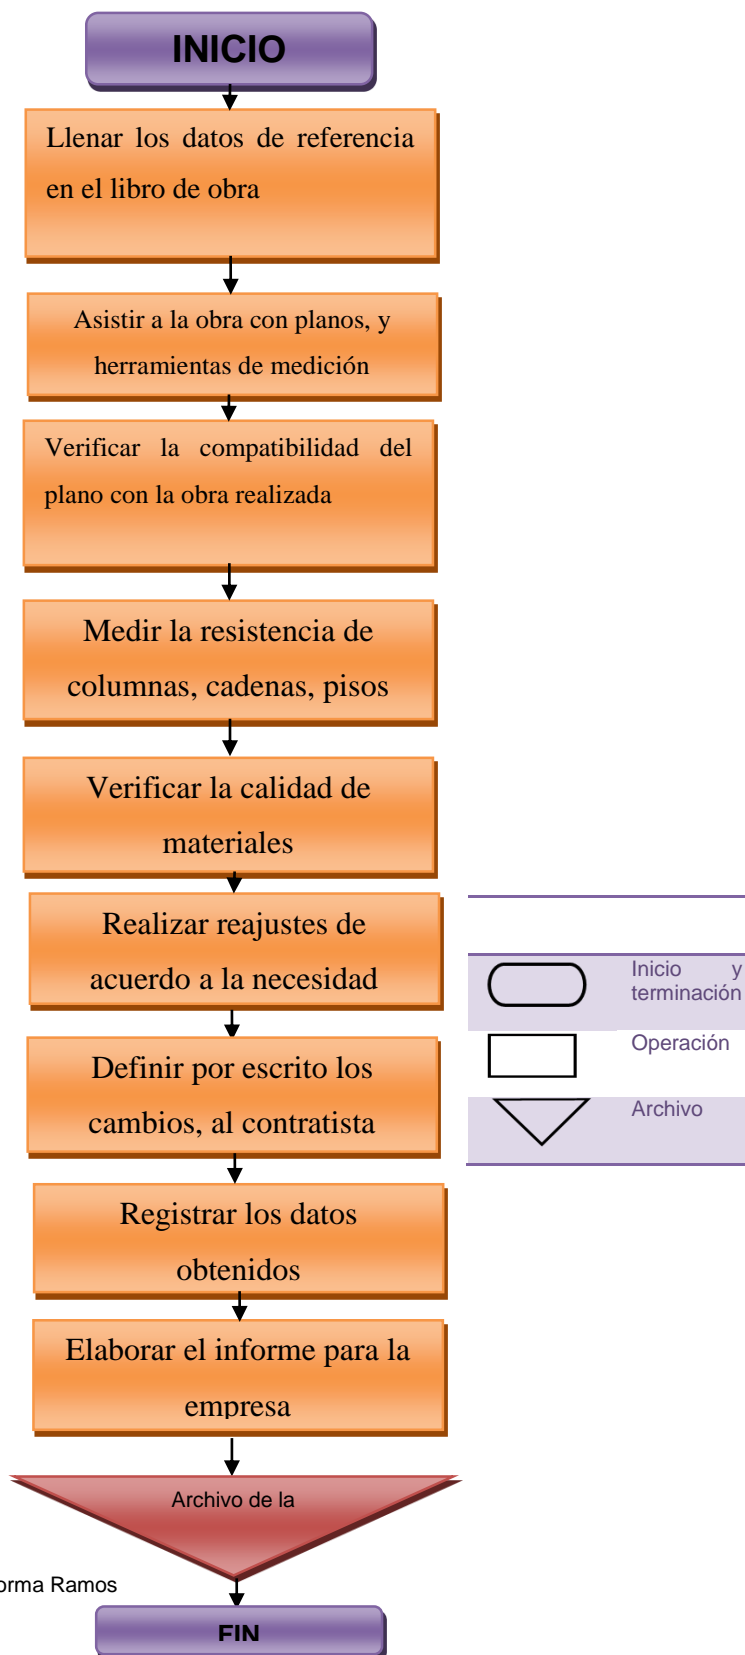 INICIO
Llenar los datos de referencia
en el libro de obra
Asistir a la obra con planos, y
herramientas de medición
Verificar la compatibilidad del
plano con la obra realizada
Medir la resistencia de
columnas, cadenas, pisos
Verificar la calidad de
materiales
Realizar reajustes de
acuerdo a la necesidad
Definir por escrito los
cambios, al contratista
Registrar los datos
obtenidos
Elaborar el informe para la
empresa
Archivo de la
orma Ramos
FIN
Inicio y
terminación
Operación
Archivo